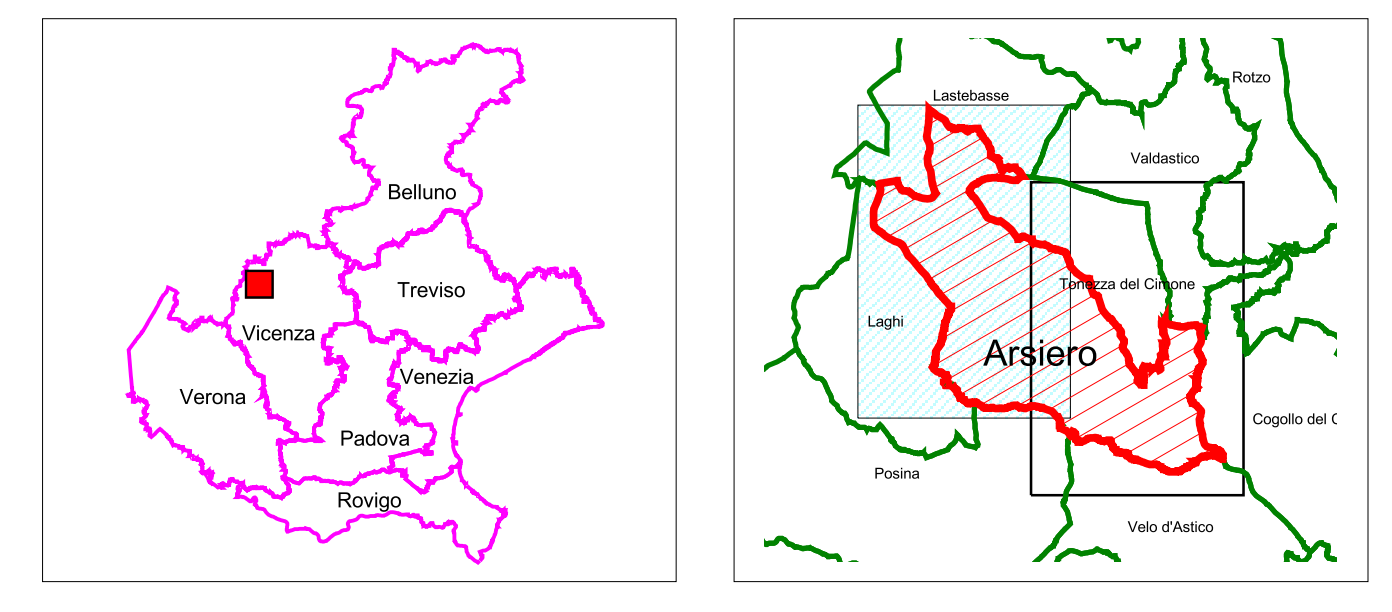 Belluno
Treviso
Vicenza
Venezia
Verona
Padova
Rovigo
Lastebasse
Rotzo
Valdastico
Tonezza del Cimone
Laghi
Arsiero
Cogollo del C
Posina
Velo d'Astico